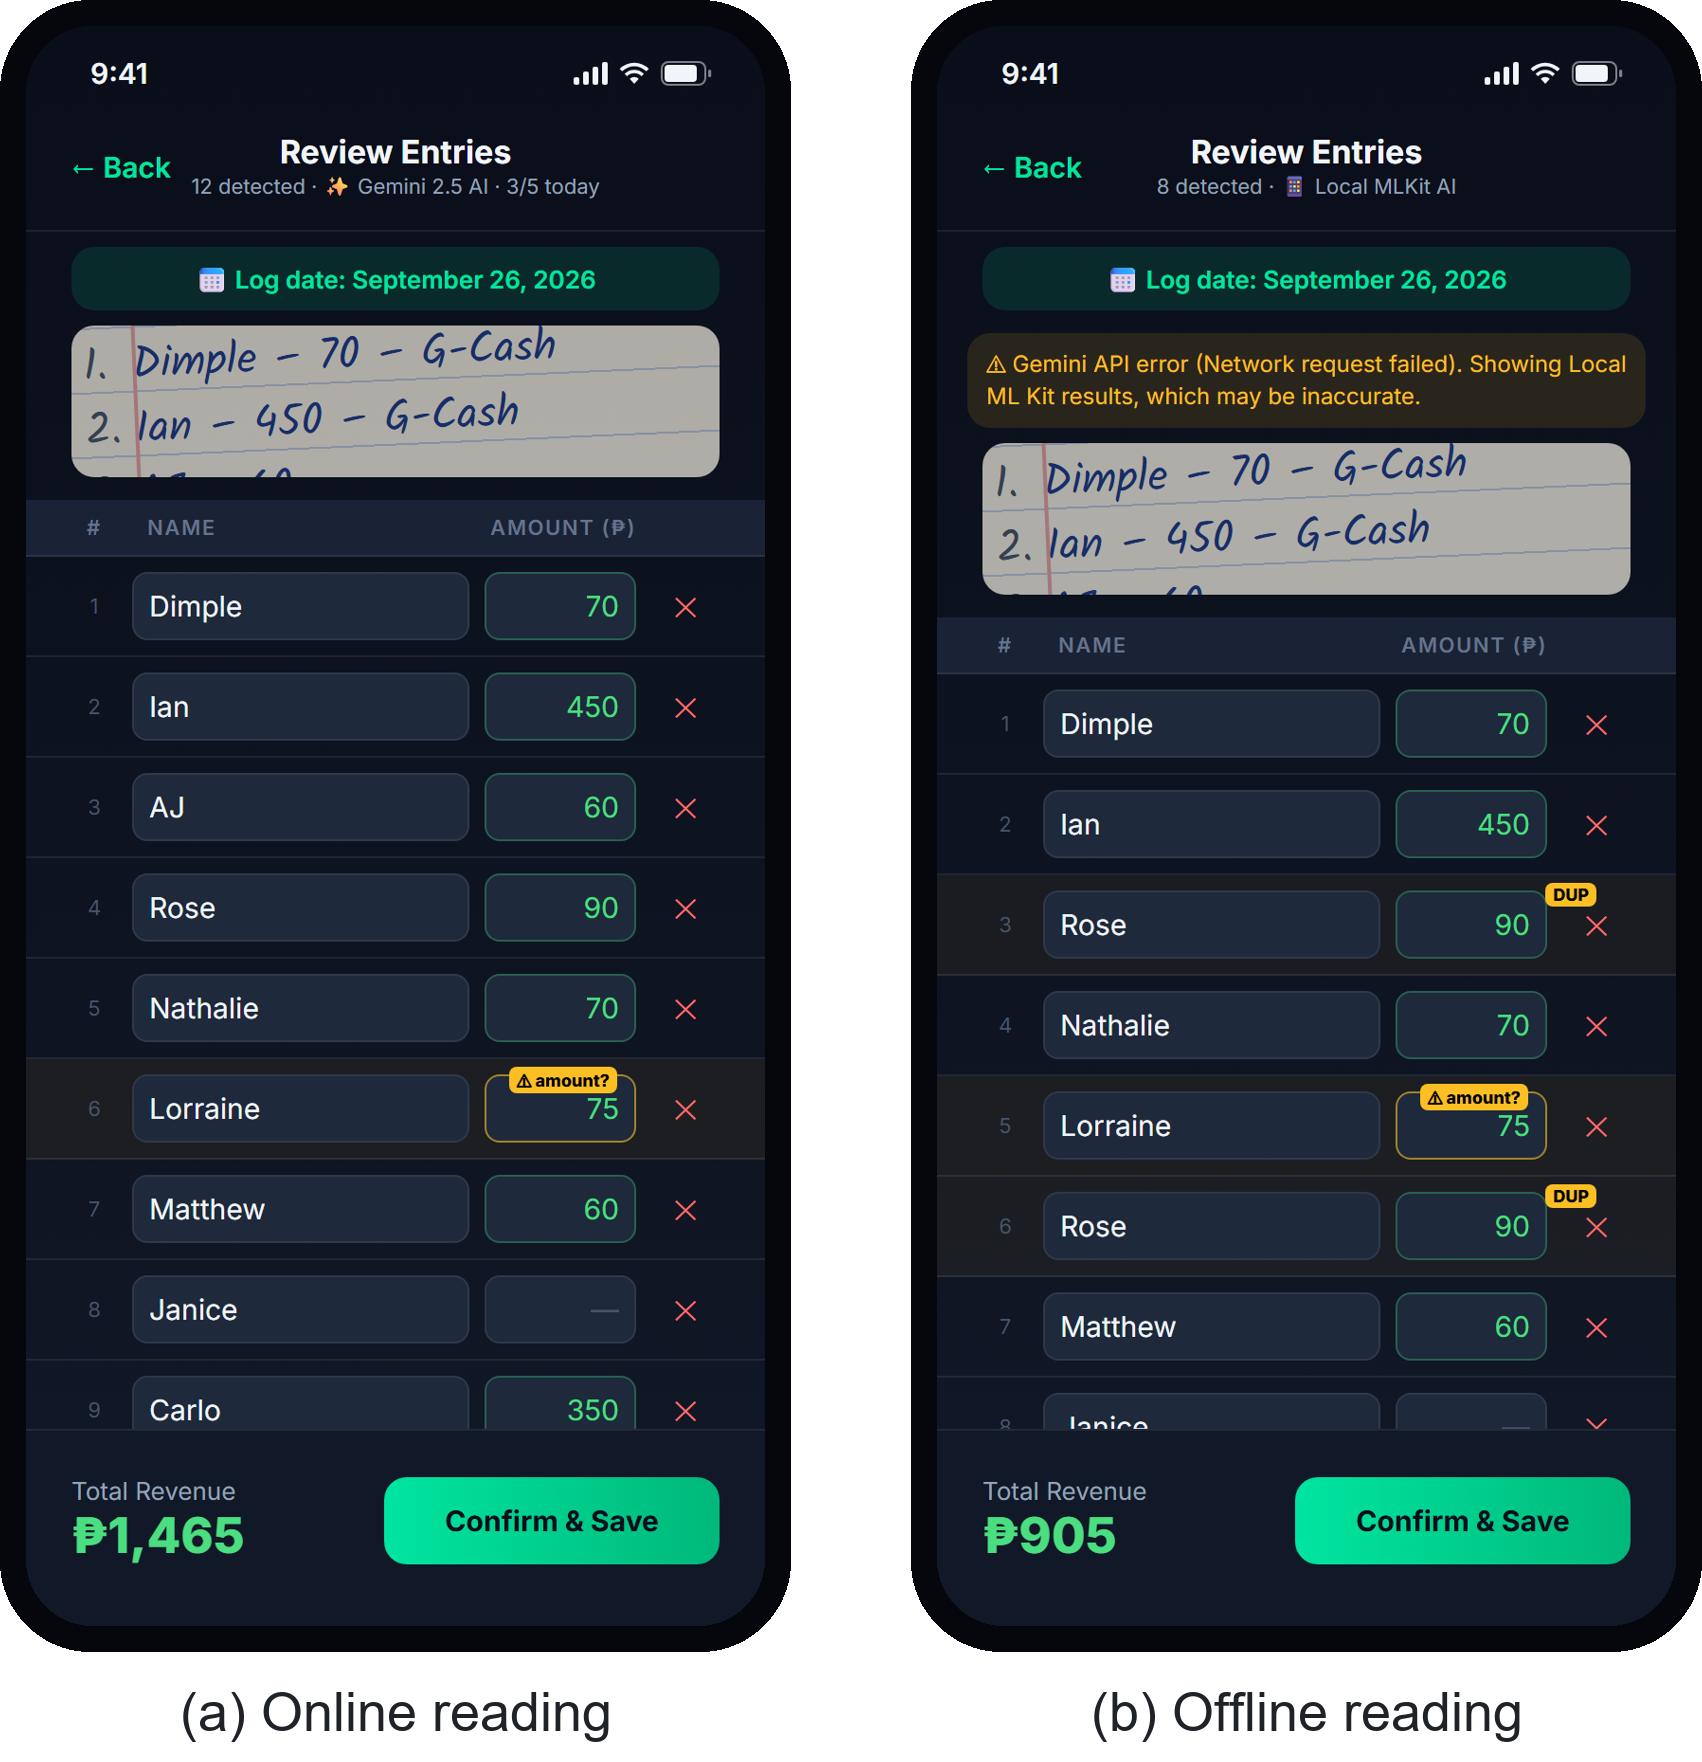 9:41
← Back
Review Entries
12 detected · ✨ Gemini 2.5 AI · 3/5 today
Log date: September 26, 2026
1. Dimple – 70 – G-Cash
2. Ian – 450 – G-Cash
# NAME AMOUNT (₱)
1 Dimple 70 ×
2 Ian 450 ×
3 AJ 60 ×
4 Rose 90 ×
5 Nathalie 70 ×
⚠ amount?
6 Lorraine 75 ×
7 Matthew 60 ×
8 Janice — ×
9 Carlo 350 ×
Total Revenue
₱1,465
Confirm & Save
(a) Online reading
9:41
← Back
Review Entries
8 detected · Local MLKit AI
Log date: September 26, 2026
⚠ Gemini API error (Network request failed). Showing Local
ML Kit results, which may be inaccurate.
1. Dimple – 70 – G-Cash
2. Ian – 450 – G-Cash
# NAME AMOUNT (₱)
1 Dimple 70 ×
2 Ian 450 ×
DUP
3 Rose 90 ×
4 Nathalie 70 ×
⚠ amount?
5 Lorraine 75 ×
DUP
6 Rose 90 ×
7 Matthew 60 ×
8 Janice — ×
Total Revenue
₱905
Confirm & Save
(b) Offline reading